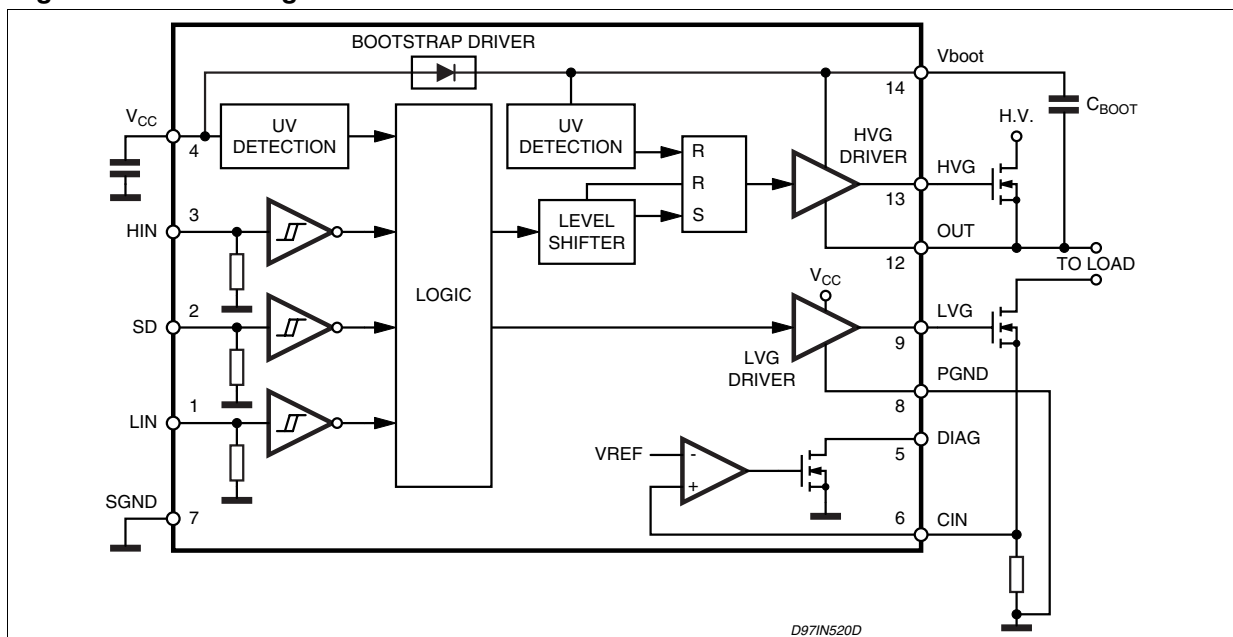 BOOTSTRAP DRIVER
Vboot
14
CBOOT
H.V.
VCC
4
UV
DETECTION
UV
DETECTION
R
R
S
HVG
DRIVER
HVG
13
3
HIN
LEVEL
SHIFTER
OUT
12
TO LOAD
LOGIC
VCC
2
SD
LVG
9
LVG
DRIVER
PGND
8
1
LIN
DIAG
5
VREF
-
+
SGND
7
6
CIN
D97IN520D